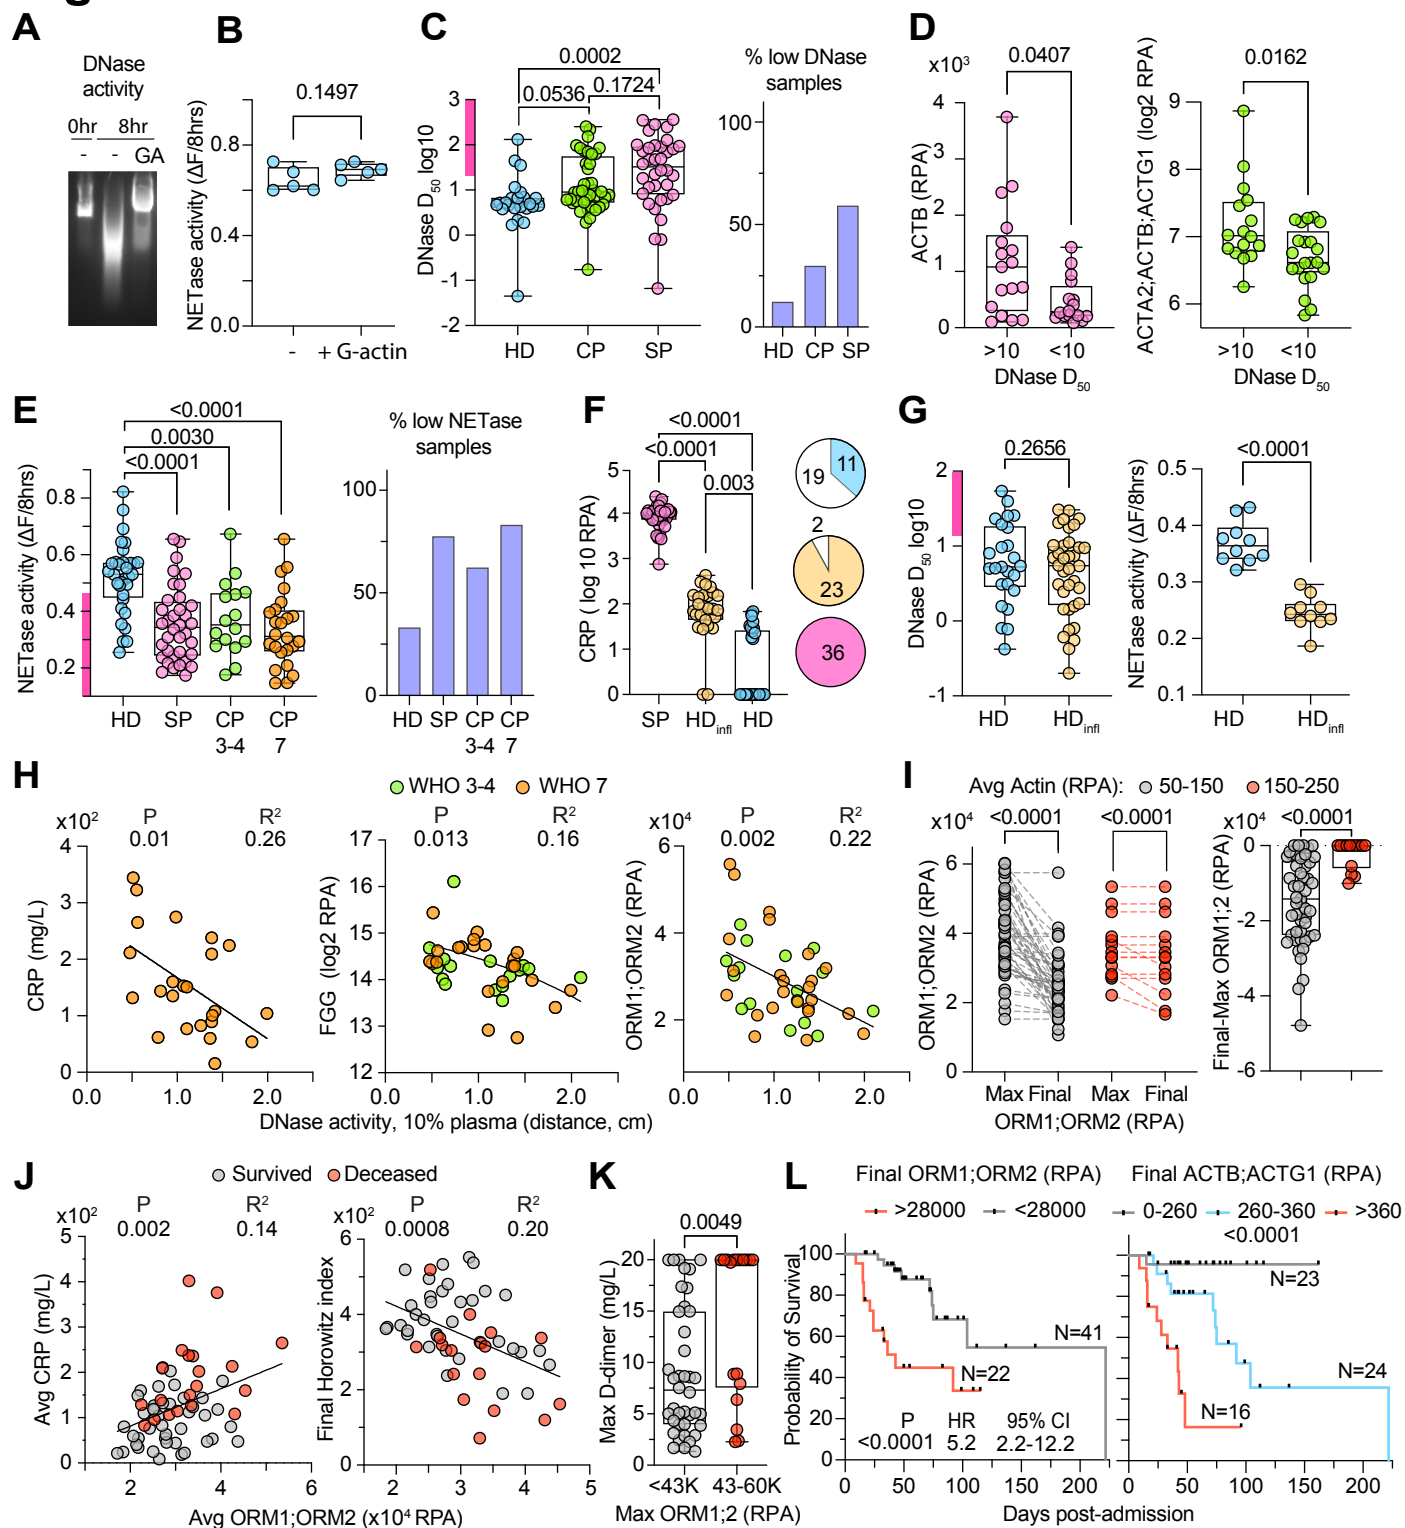 A
DNase
activity
0hr 8hr
- - GA
B
0.1497
NETase activity (ΔF/8hrs)
0.8
0.4
0.0
- + G-actin
C
0.0002
0.0536 0.1724
DNase D50 log10
3
2
1
0
-1
-2
HD CP SP
% low DNase
samples
100
50
0
HD CP SP
D
x10³
0.0407
ACTB (RPA)
4
3
2
1
0
>10 <10
DNase D50
0.0162
ACTA2;ACTB;ACTG1 (log2 RPA)
9
8
7
6
>10 <10
DNase D50
E
<0.0001
0.0030
<0.0001
NETase activity (ΔF/8hrs)
0.8
0.6
0.4
0.2
HD SP CP CP
3-4 7
% low NETase
samples
100
50
0
HD SP CP CP
3-4 7
F
<0.0001
<0.0001
0.003
CRP ( log 10 RPA)
5
4
3
2
1
0
SP HDinfl HD
19 11
2
23
36
G
0.2656
DNase D50 log10
2
1
0
-1
HD HDinfl
<0.0001
NETase activity (ΔF/8hrs)
0.5
0.4
0.3
0.2
0.1
HD HDinfl
H
WHO 3-4 WHO 7
x10²
P R²
0.01 0.26
CRP (mg/L)
4
3
2
1
0
0.0 1.0 2.0
P R²
0.013 0.16
FGG (log2 RPA)
17
16
15
14
13
12
0.0 1.0 2.0
x10⁴
P R²
0.002 0.22
ORM1;ORM2 (RPA)
6
4
2
0.0 1.0 2.0
DNase activity, 10% plasma (distance, cm)
I
Avg Actin (RPA): 50-150 150-250
x10⁴
<0.0001 <0.0001
ORM1;ORM2 (RPA)
6
4
2
0
Max Final Max Final
ORM1;ORM2 (RPA)
x10⁴
<0.0001
Final-Max ORM1;2 (RPA)
0
-2
-4
-6
J
Survived Deceased
x10²
P R²
0.002 0.14
Avg CRP (mg/L)
5
4
3
2
1
0
2 4 6
x10²
P R²
0.0008 0.20
Final Horowitz index
6
4
2
0
2 3 4 5
Avg ORM1;ORM2 (x10⁴ RPA)
K
0.0049
Max D-dimer (mg/L)
20
15
10
5
0
<43K 43-60K
Max ORM1;2 (RPA)
L
Final ORM1;ORM2 (RPA)
>28000 <28000
Probability of Survival
100
80
60
40
20
0
N=41
N=22
P HR 95% CI
<0.0001 5.2 2.2-12.2
0 50 100 150 200
Final ACTB;ACTG1 (RPA)
0-260 260-360 >360
<0.0001
N=23
N=24
N=16
0 50 100 150 200
Days post-admission